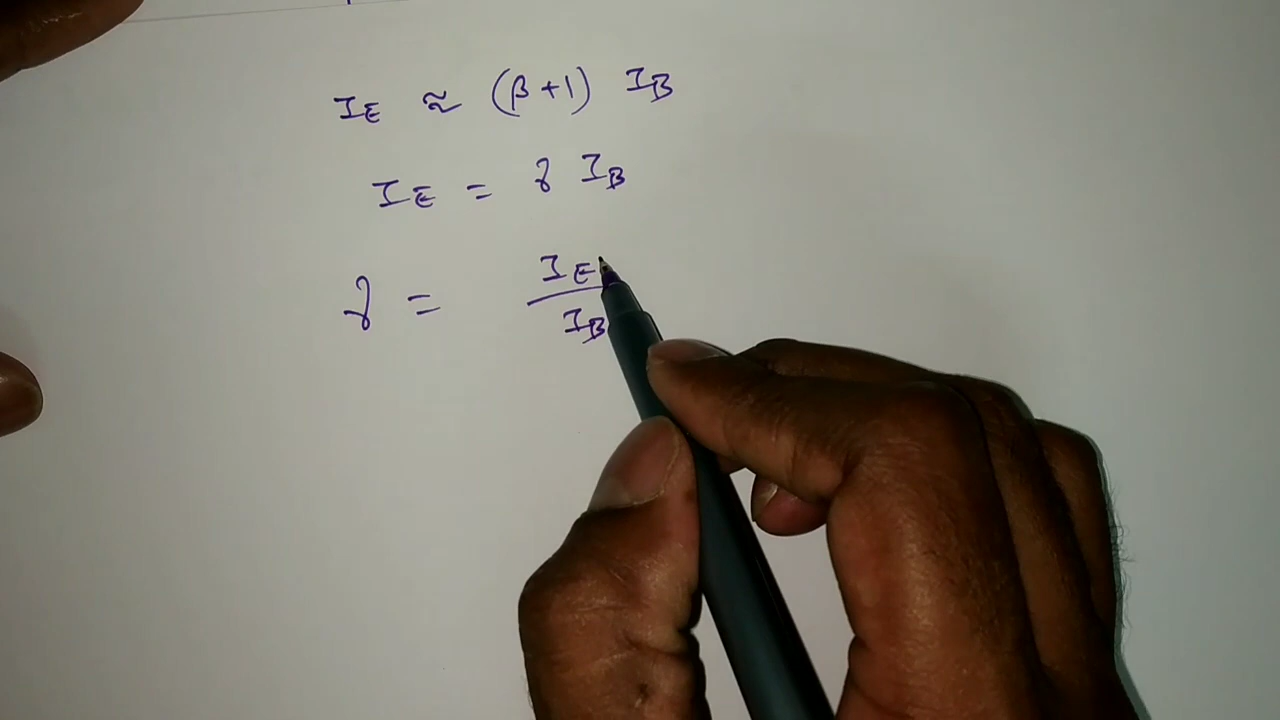 I_E ≈ (β+1) I_B
I_E = γ I_B
γ = I_E / I_B